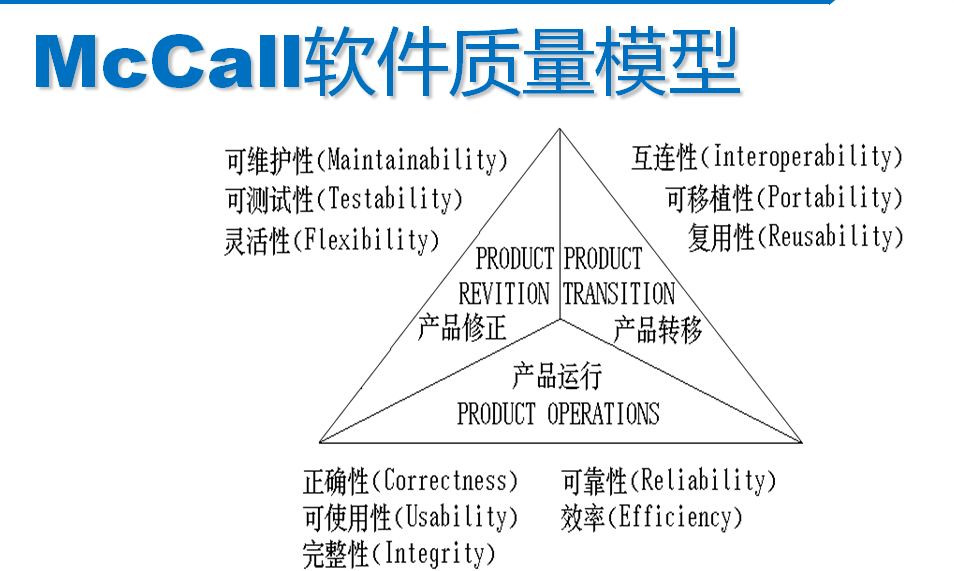 McCall软件质量模型
可维护性(Maintainability)
可测试性(Testability)
灵活性(Flexibility)
互连性(Interoperability)
可移植性(Portability)
复用性(Reusability)
PRODUCT
REVITION
产品修正
PRODUCT
TRANSITION
产品转移
产品运行
PRODUCT OPERATIONS
正确性(Correctness)
可使用性(Usability)
完整性(Integrity)
可靠性(Reliability)
效率(Efficiency)